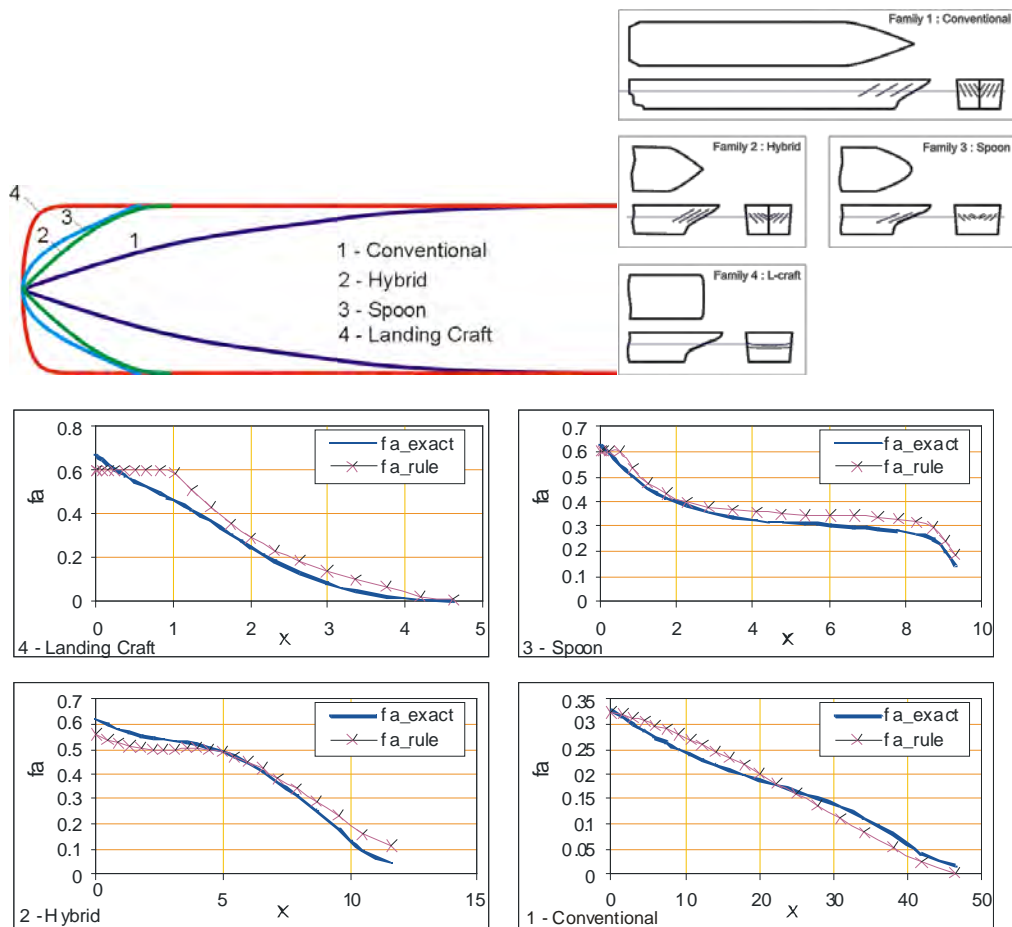 Family 1 : Conventional
Family 2 : Hybrid
Family 3 : Spoon
Family 4 : L-craft
4
3
2
1
1 - Conventional
2 - Hybrid
3 - Spoon
4 - Landing Craft
0.8
0.6
0.4
0.2
0
fa
fa_exact
fa_rule
0 1 2 3 4 5
x
4 - Landing Craft
0.7
0.6
0.5
0.4
0.3
0.2
0.1
0
fa
fa_exact
fa_rule
0 2 4 6 8 10
x
3 - Spoon
0.7
0.6
0.5
0.4
0.3
0.2
0.1
0
fa
fa_exact
fa_rule
0 5 10 15
x
2 - Hybrid
0.35
03
0.25
0.2
0.15
0.1
0.05
0
fa
fa_exact
fa_rule
0 10 20 30 40 50
x
1 - Conventional